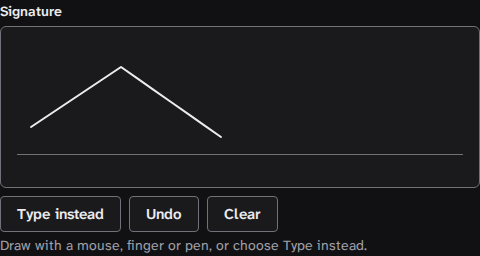 Signature
Type instead Undo Clear
Draw with a mouse, finger or pen, or choose Type instead.